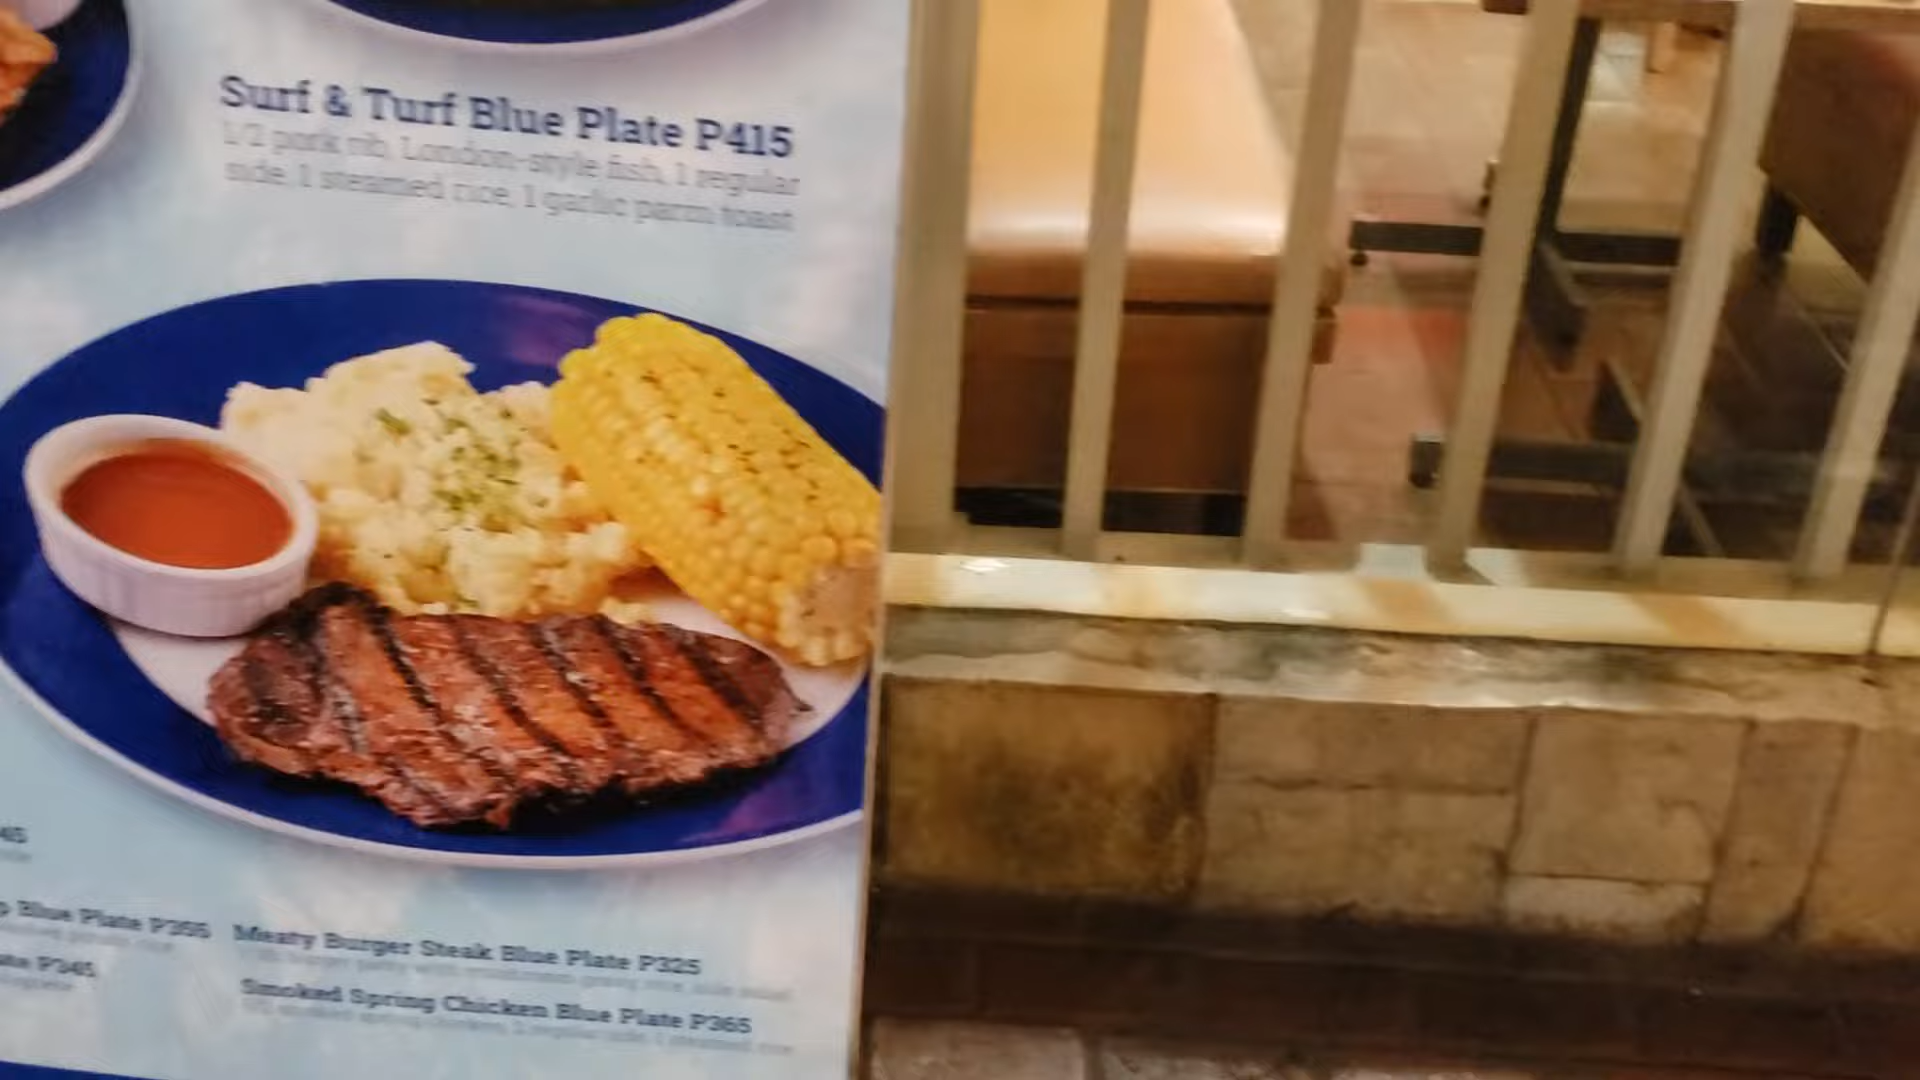 Surf & Turf Blue Plate P415
1/2 pork rib, London-style fish, 1 regular
side, 1 steamed rice, 1 garlic parm toast
Blue Plate P355
Meaty Burger Steak Blue Plate P325
P345
Smoked Spring Chicken Blue Plate P365